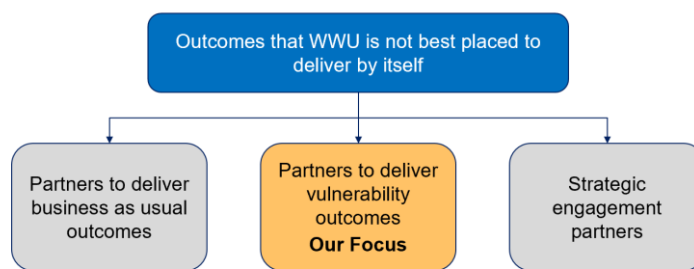 Outcomes that WWU is not best placed to
deliver by itself
Partners to deliver
business as usual
outcomes
Partners to deliver
vulnerability
outcomes
Our Focus
Strategic
engagement
partners